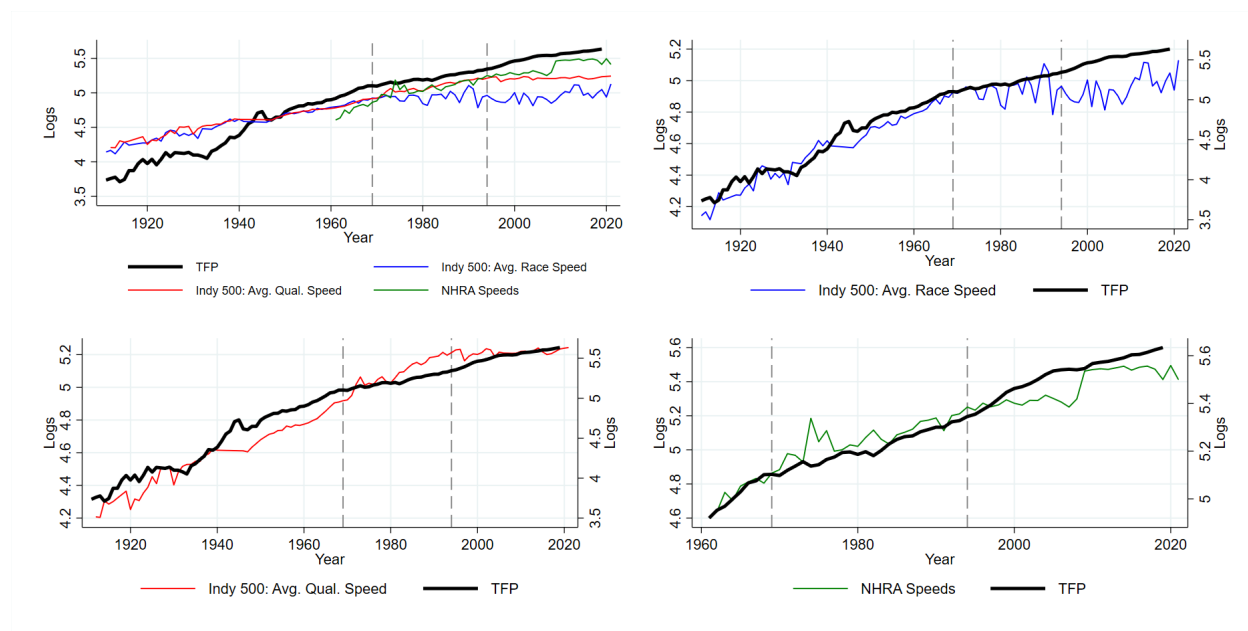 5.5
5
4.5
4
3.5
Logs
1920 1940 1960 1980 2000 2020
Year
TFP Indy 500: Avg. Race Speed
Indy 500: Avg. Qual. Speed NHRA Speeds
5.2
5
4.8
4.6
4.4
4.2
Logs
5.5
5
4.5
4
3.5
Logs
1920 1940 1960 1980 2000 2020
Year
Indy 500: Avg. Race Speed TFP
5.2
5
4.8
4.6
4.4
4.2
Logs
5.5
5
4.5
4
3.5
Logs
1920 1940 1960 1980 2000 2020
Year
Indy 500: Avg. Qual. Speed TFP
5.6
5.4
5.2
5
4.8
4.6
Logs
5.6
5.4
5.2
5
Logs
1960 1980 2000 2020
Year
NHRA Speeds TFP